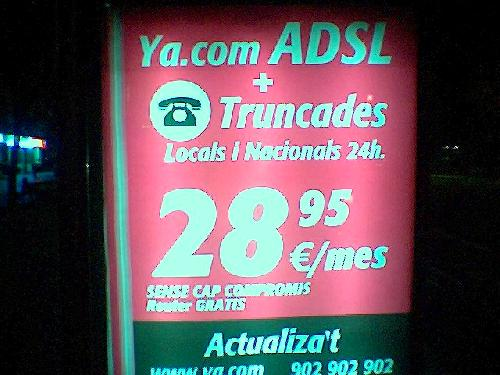 Ya.com ADSL
+
Truncades
Locals i Nacionals 24h.
28 95
€/mes
SENSE CAP COMPROMIS
Router GRATIS
Actualiza't
www.ya.com 902 902 902